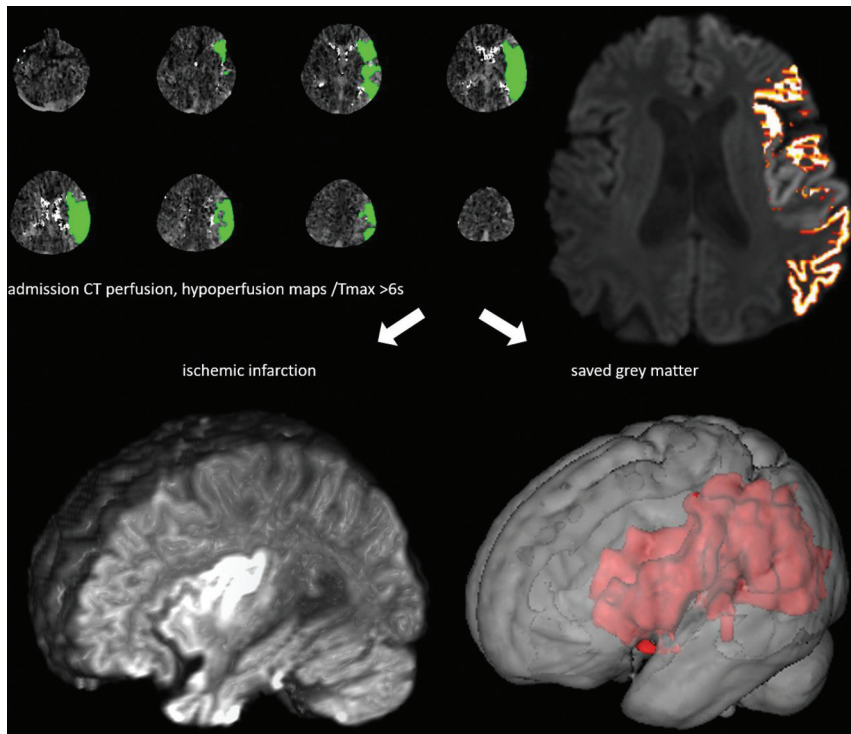 admission CT perfusion, hypoperfusion maps /Tmax >6s
ischemic infarction
saved grey matter